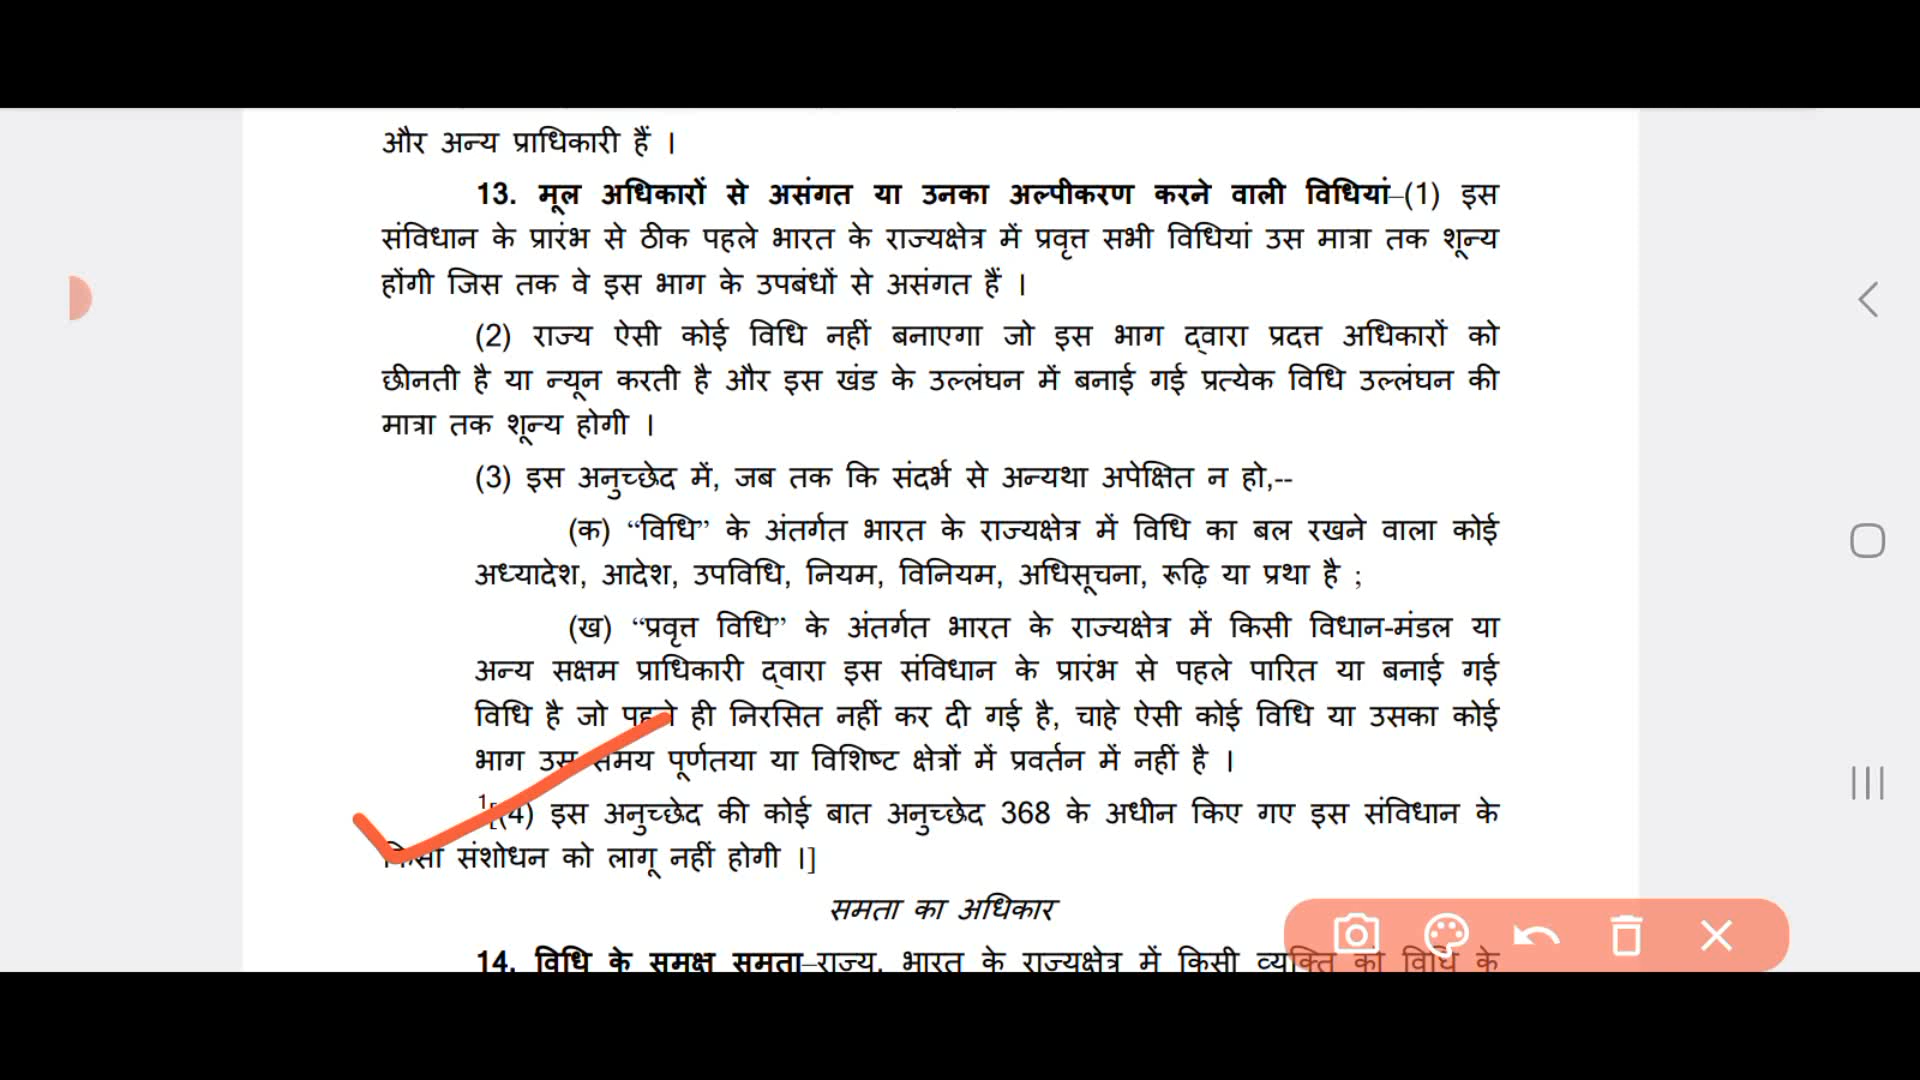 और अन्य प्राधिकारी हैं ।
13. मूल अधिकारों से असंगत या उनका अल्पीकरण करने वाली विधियां–(1) इस
संविधान के प्रारंभ से ठीक पहले भारत के राज्यक्षेत्र में प्रवृत्त सभी विधियां उस मात्रा तक शून्य
होंगी जिस तक वे इस भाग के उपबंधों से असंगत हैं ।
(2) राज्य ऐसी कोई विधि नहीं बनाएगा जो इस भाग द्वारा प्रदत्त अधिकारों को
छीनती है या न्यून करती है और इस खंड के उल्लंघन में बनाई गई प्रत्येक विधि उल्लंघन की
मात्रा तक शून्य होगी ।
(3) इस अनुच्छेद में, जब तक कि संदर्भ से अन्यथा अपेक्षित न हो,--
(क) “विधि” के अंतर्गत भारत के राज्यक्षेत्र में विधि का बल रखने वाला कोई
अध्यादेश, आदेश, उपविधि, नियम, विनियम, अधिसूचना, रूढ़ि या प्रथा है ;
(ख) “प्रवृत्त विधि” के अंतर्गत भारत के राज्यक्षेत्र में किसी विधान-मंडल या
अन्य सक्षम प्राधिकारी द्वारा इस संविधान के प्रारंभ से पहले पारित या बनाई गई
विधि है जो पहले ही निरसित नहीं कर दी गई है, चाहे ऐसी कोई विधि या उसका कोई
भाग उस समय पूर्णतया या विशिष्ट क्षेत्रों में प्रवर्तन में नहीं है ।
1[(4) इस अनुच्छेद की कोई बात अनुच्छेद 368 के अधीन किए गए इस संविधान के
किसी संशोधन को लागू नहीं होगी ।]
समता का अधिकार
14. विधि के समक्ष समता–राज्य, भारत के राज्यक्षेत्र में किसी व्यक्ति को विधि के